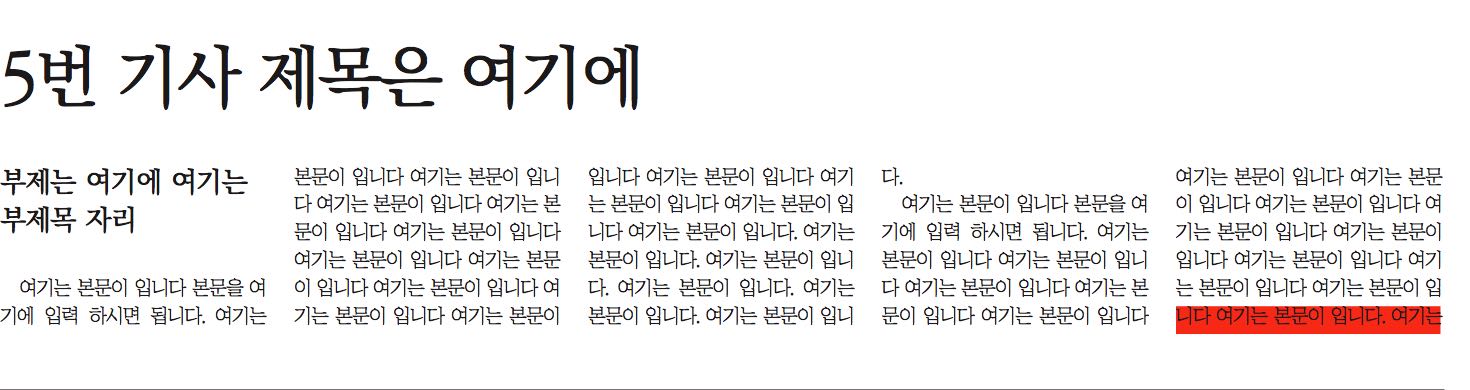 5번 기사 제목은 여기에
부제는 여기에 여기는
부제목 자리
여기는 본문이 입니다 본문을 여
기에 입력 하시면 됩니다. 여기는
본문이 입니다 여기는 본문이 입니
다 여기는 본문이 입니다 여기는 본
문이 입니다 여기는 본문이 입니다
여기는 본문이 입니다 여기는 본문
이 입니다 여기는 본문이 입니다 여
기는 본문이 입니다 여기는 본문이
입니다 여기는 본문이 입니다 여기
는 본문이 입니다 여기는 본문이 입
니다 여기는 본문이 입니다. 여기는
본문이 입니다. 여기는 본문이 입니
다. 여기는 본문이 입니다. 여기는
본문이 입니다. 여기는 본문이 입니
다.
여기는 본문이 입니다 본문을 여
기에 입력 하시면 됩니다. 여기는
본문이 입니다 여기는 본문이 입니
다 여기는 본문이 입니다 여기는 본
문이 입니다 여기는 본문이 입니다
여기는 본문이 입니다 여기는 본문
이 입니다 여기는 본문이 입니다 여
기는 본문이 입니다 여기는 본문이
입니다 여기는 본문이 입니다 여기
는 본문이 입니다 여기는 본문이 입
니다 여기는 본문이 입니다. 여기는